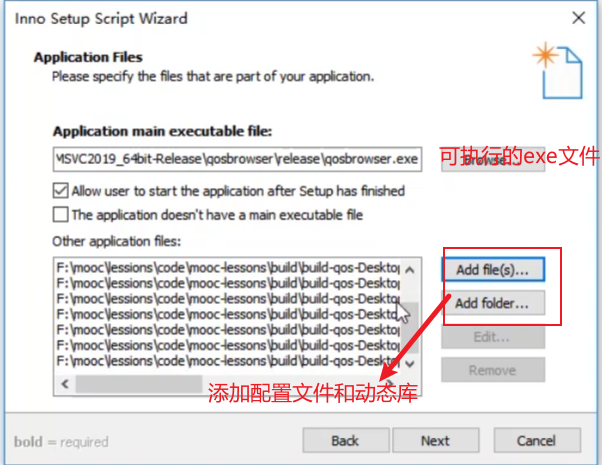 Inno Setup Script Wizard
Application Files
Please specify the files that are part of your application.
Application main executable file:
MSVC2019_64bit-Release\qosbrowser\release\qosbrowser.exe
Browse...
可执行的exe文件
Allow user to start the application after Setup has finished
The application doesn't have a main executable file
Other application files:
F:\mooc\lessions\code\mooc-lessons\build\build-qos-Desktop
F:\mooc\lessions\code\mooc-lessons\build\build-qos-Desktop
F:\mooc\lessions\code\mooc-lessons\build\build-qos-Desktop
F:\mooc\lessions\code\mooc-lessons\build\build-qos-Desktop
F:\mooc\lessions\code\mooc-lessons\build\build-qos-Desktop
F:\mooc\lessions\code\mooc-lessons\build\build-qos-Desktop
F:\mooc\lessions\code\mooc-lessons\build\build-qos-Desktop
Add file(s)...
Add folder...
Edit...
Remove
添加配置文件和动态库
bold = required
Back
Next
Cancel